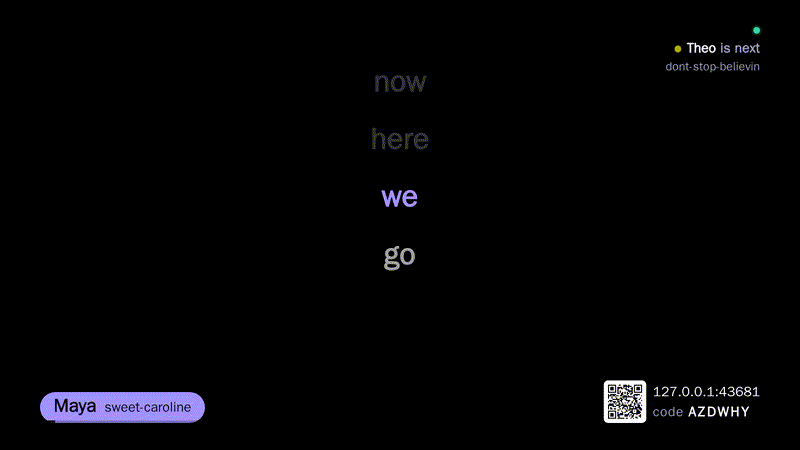 Theo is next
dont-stop-believin
now
here
we
go
Maya sweet-caroline
127.0.0.1:43681
code AZDWHY